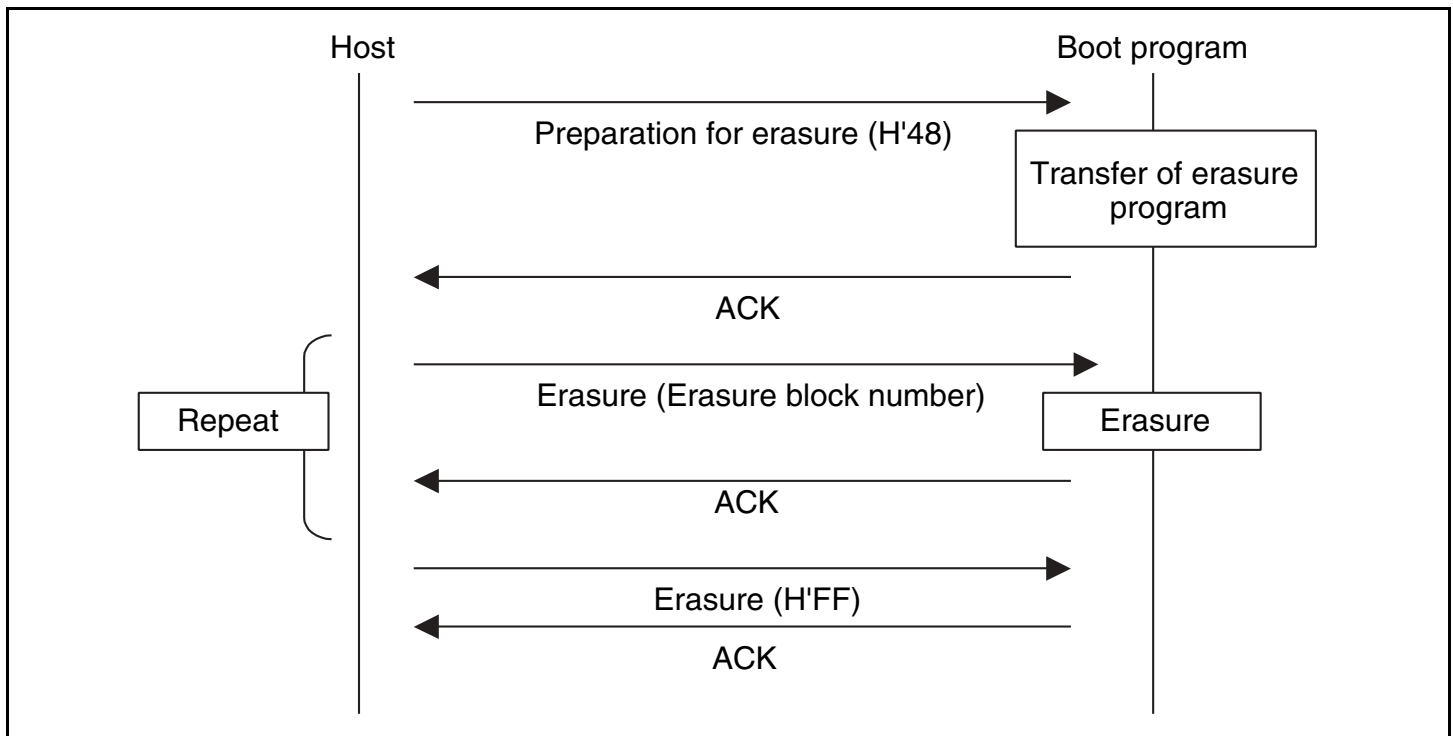 Host
Boot program
Preparation for erasure (H'48)
Transfer of erasure
program
ACK
Erasure (Erasure block number)
Repeat
Erasure
ACK
Erasure (H'FF)
ACK